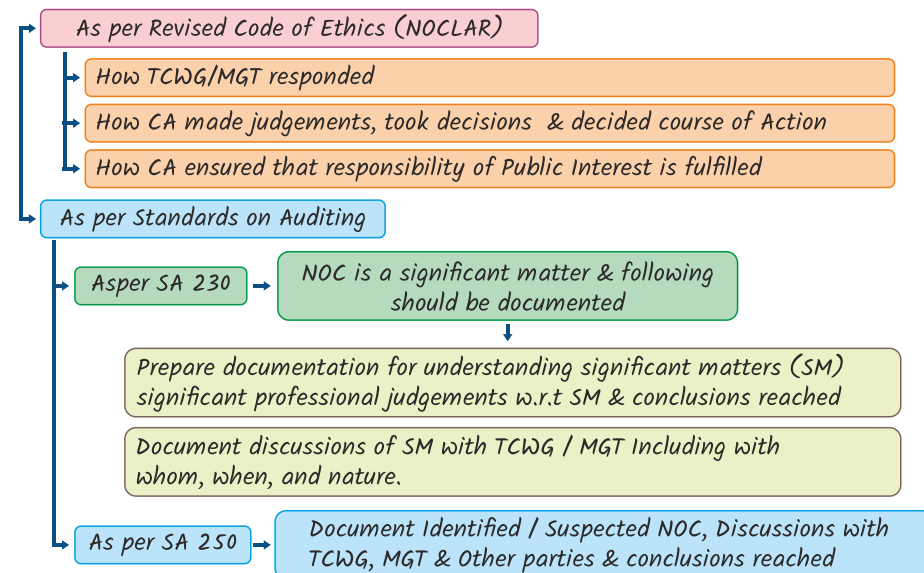 As per Revised Code of Ethics (NOCLAR)
How TCWG/MGT responded
How CA made judgements, took decisions & decided course of Action
How CA ensured that responsibility of Public Interest is fulfilled
As per Standards on Auditing
Asper SA 230
NOC is a significant matter & following
should be documented
Prepare documentation for understanding significant matters (SM)
significant professional judgements w.r.t SM & conclusions reached
Document discussions of SM with TCWG / MGT Including with
whom, when, and nature.
As per SA 250
Document Identified / Suspected NOC, Discussions with
TCWG, MGT & Other parties & conclusions reached